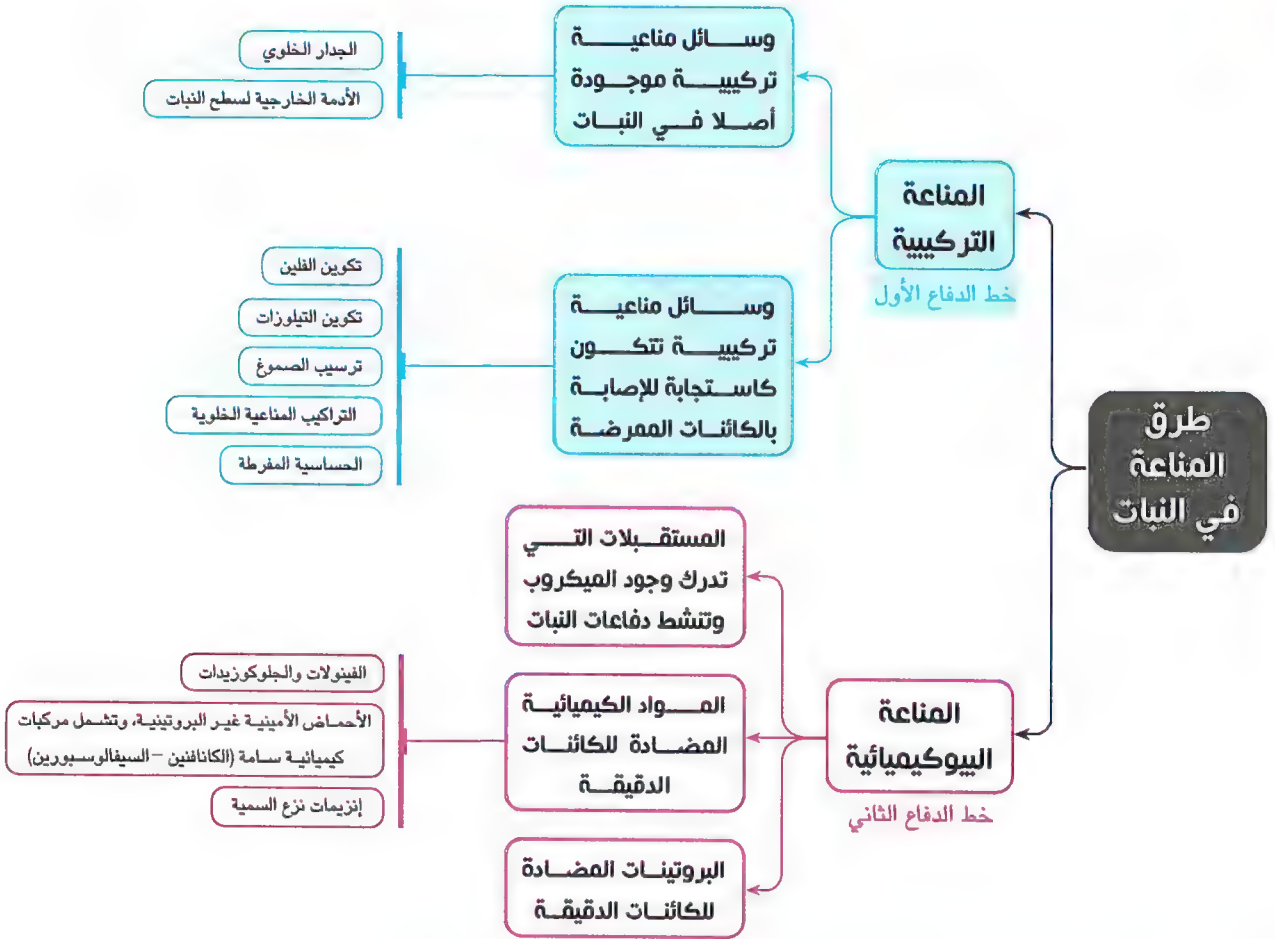 طرق
المناعة
في النبات
المناعة
التركيبية
خط الدفاع الأول
وسائل مناعية
تركيبية موجودة
أصلا في النبات
الجدار الخلوي
الأدمة الخارجية لسطح النبات
وسائل مناعية
تركيبية تتكون
كاستجابة للإصابة
بالكائنات الممرضة
تكوين الفلين
تكوين التيلوزات
ترسيب الصموغ
التراكيب المناعية الخلوية
الحساسية المفرطة
المناعة
البيوكيميائية
خط الدفاع الثاني
المستقبلات التي
تدرك وجود الميكروب
وتنشط دفاعات النبات
المواد الكيميائية
المضادة للكائنات
الدقيقة
الفينولات والجلوكوزيدات
الأحماض الأمينية غير البروتينية، وتشمل مركبات
كيميائية سامة (الكانافنين – السيفالوسبورين)
إنزيمات نزع السمية
البروتينات المضادة
للكائنات الدقيقة